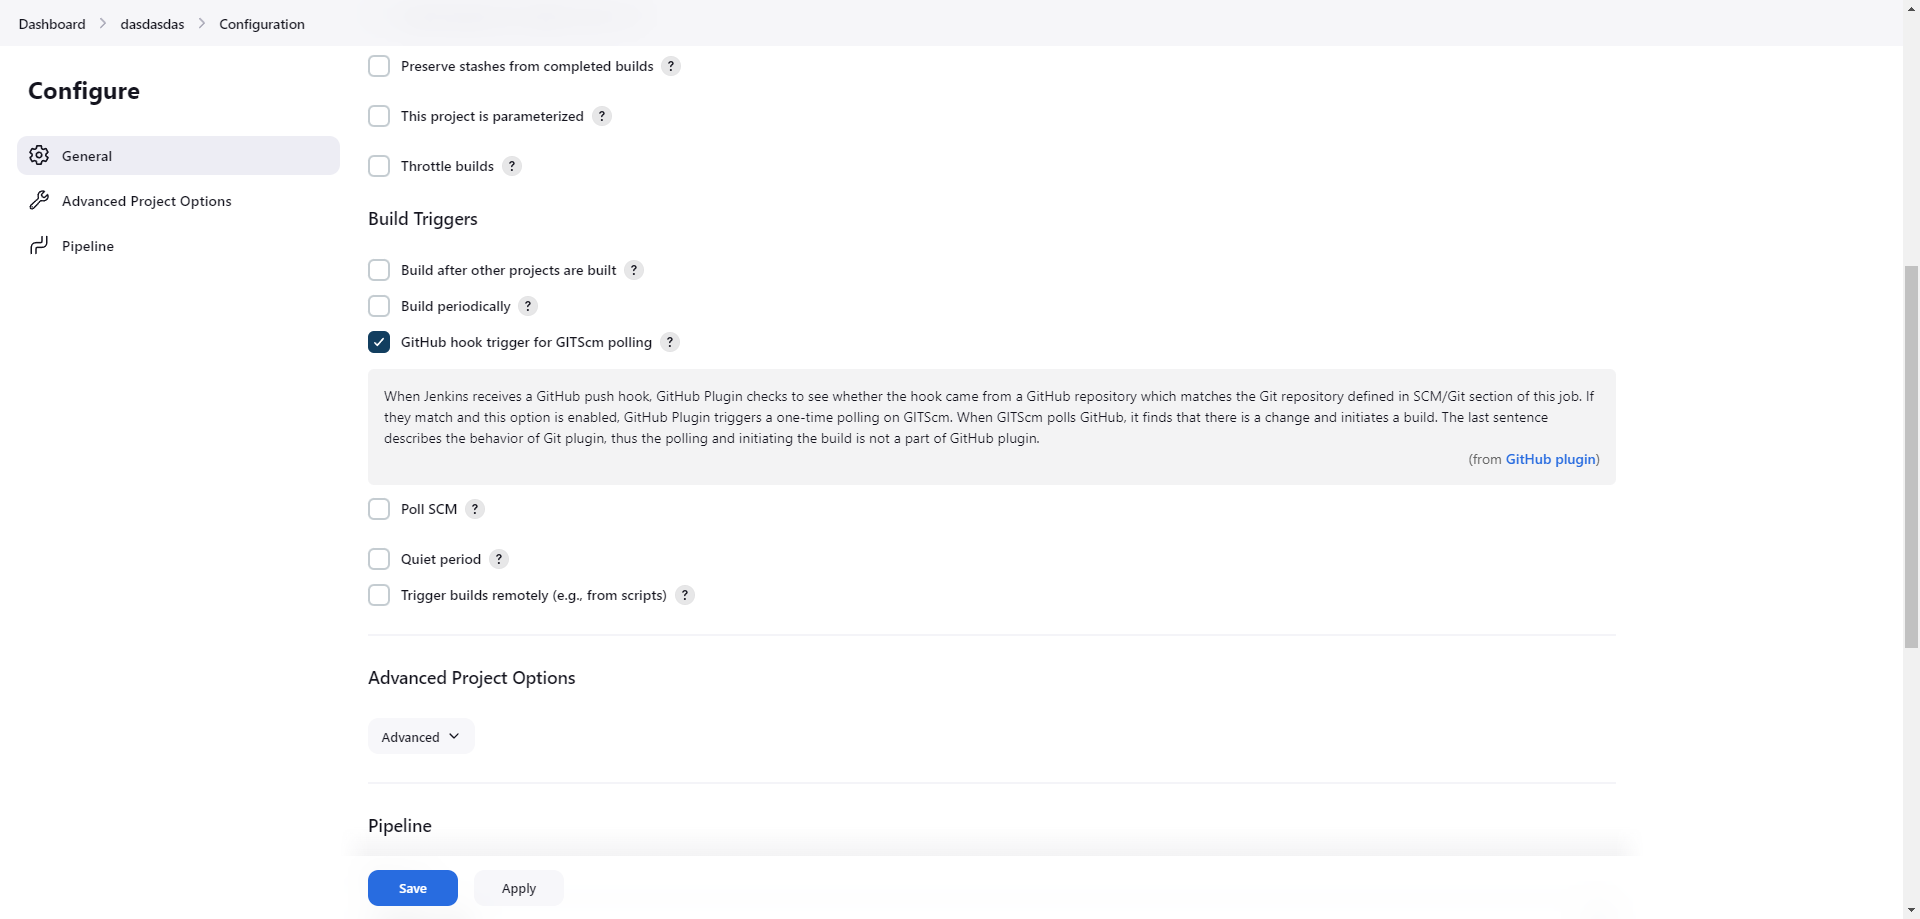 Dashboard
dasdasdas
Configuration
Configure
General
Advanced Project Options
Pipeline
Preserve stashes from completed builds ?
This project is parameterized ?
Throttle builds ?
Build Triggers
Build after other projects are built ?
Build periodically ?
GitHub hook trigger for GITScm polling ?
When Jenkins receives a GitHub push hook, GitHub Plugin checks to see whether the hook came from a GitHub repository which matches the Git repository defined in SCM/Git section of this job. If
they match and this option is enabled, GitHub Plugin triggers a one-time polling on GITScm. When GITScm polls GitHub, it finds that there is a change and initiates a build. The last sentence
describes the behavior of Git plugin, thus the polling and initiating the build is not a part of GitHub plugin.
(from GitHub plugin)
Poll SCM ?
Quiet period ?
Trigger builds remotely (e.g., from scripts) ?
Advanced Project Options
Advanced
Pipeline
Save
Apply